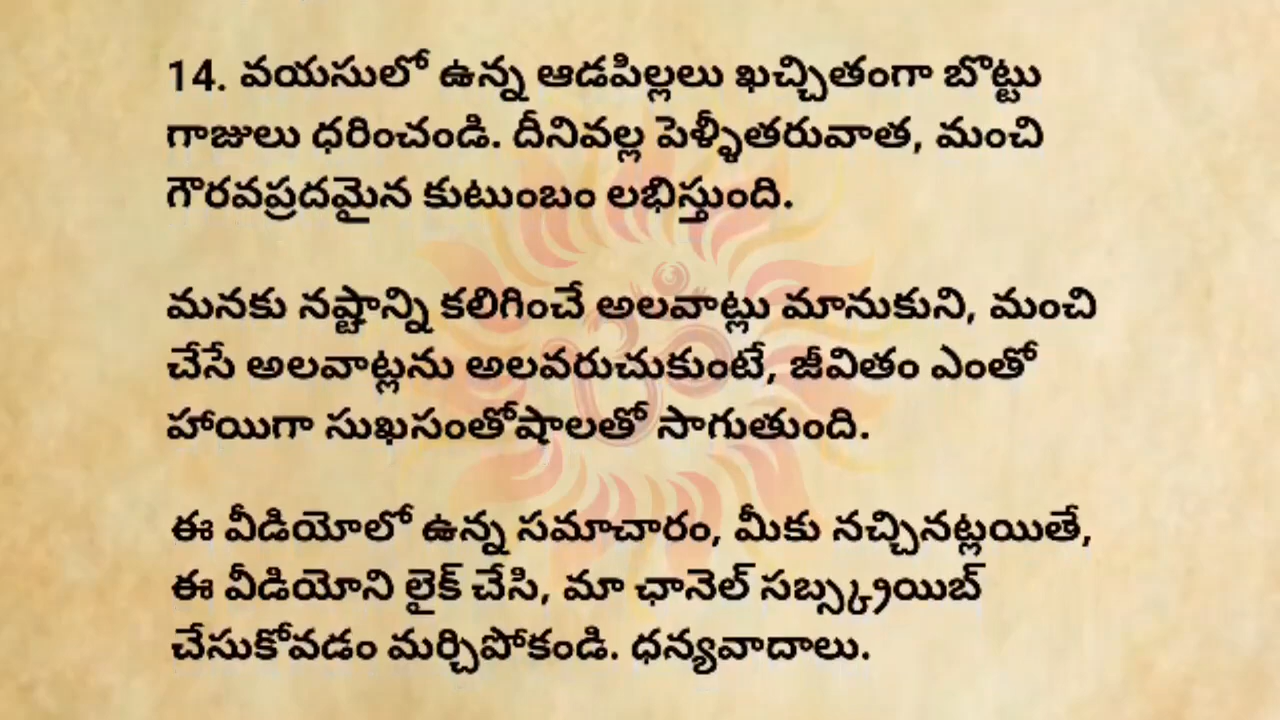 14. వయసులో ఉన్న ఆడపిల్లలు ఖచ్చితంగా బొట్టు
గాజులు ధరించండి. దీనివల్ల పెళ్ళీతరువాత, మంచి
గౌరవప్రదమైన కుటుంబం లభిస్తుంది.
మనకు నష్టాన్ని కలిగించే అలవాట్లు మానుకుని, మంచి
చేసే అలవాట్లను అలవరుచుకుంటే, జీవితం ఎంతో
హాయిగా సుఖసంతోషాలతో సాగుతుంది.
ఈ వీడియోలో ఉన్న సమాచారం, మీకు నచ్చినట్లయితే,
ఈ వీడియోని లైక్ చేసి, మా ఛానెల్ సబ్స్క్రయిబ్
చేసుకోవడం మర్చిపోకండి. ధన్యవాదాలు.